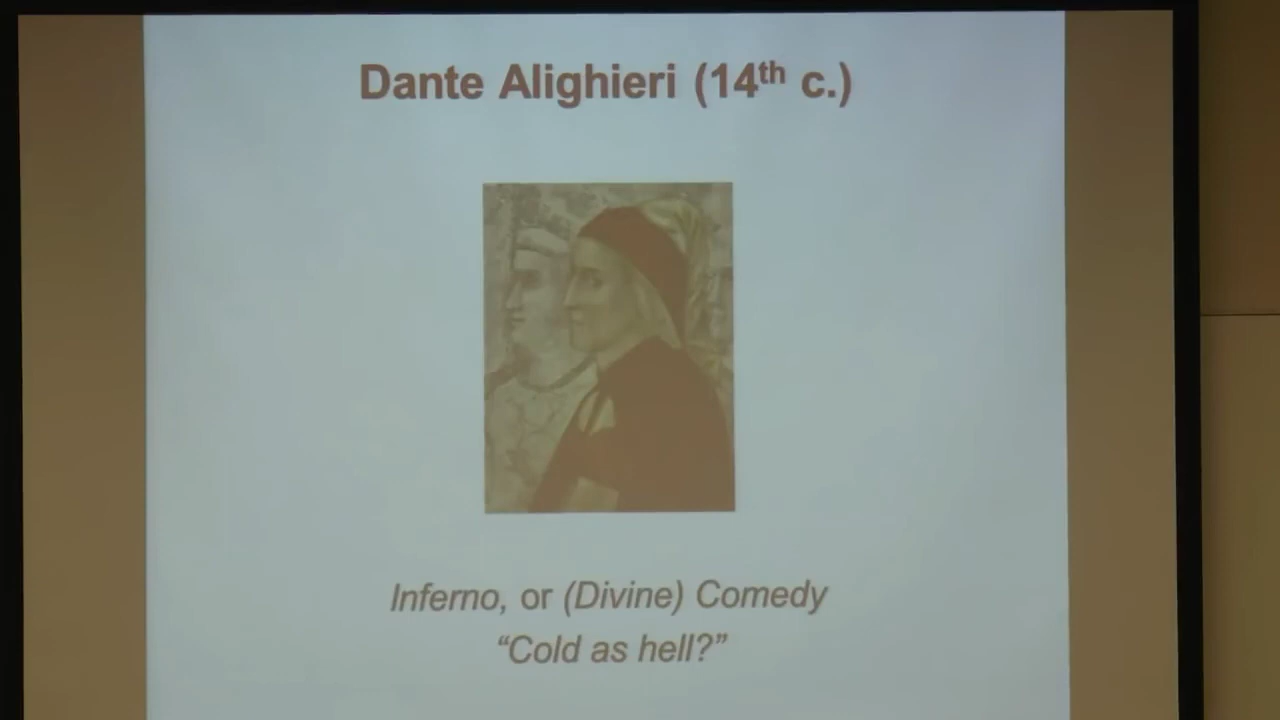 Dante Alighieri (14th c.)
Inferno, or (Divine) Comedy
“Cold as hell?”